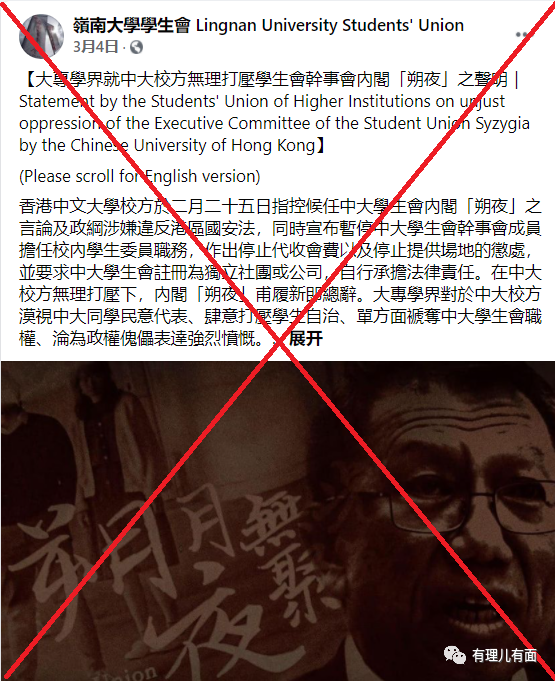 嶺南大學學生會 Lingnan University Students' Union
3月4日
【大專學界就中大校方無理打壓學生會幹事會內閣「朔夜」之聲明｜
Statement by the Students' Union of Higher Institutions on unjust
oppression of the Executive Committee of the Student Union Syzygia
by the Chinese University of Hong Kong】
(Please scroll for English version)
香港中文大學校方於二月二十五日指控候任中大學生會內閣「朔夜」之
言論及政綱涉嫌違反港區國安法，同時宣布暫停中大學生會幹事會成員
擔任校內學生委員職務，作出停止代收會費以及停止提供場地的懲處，
並要求中大學生會註冊為獨立社團或公司，自行承擔法律責任。在中大
校方無理打壓下，內閣「朔夜」甫履新即總辭。大專學界對於中大校方
漠視中大同學民意代表、肆意打壓學生自治、單方面褫奪中大學生會職
權、淪為政權傀儡表達強烈憤慨。 展开
朔
月
夜
無
聚
Union
有理儿有面